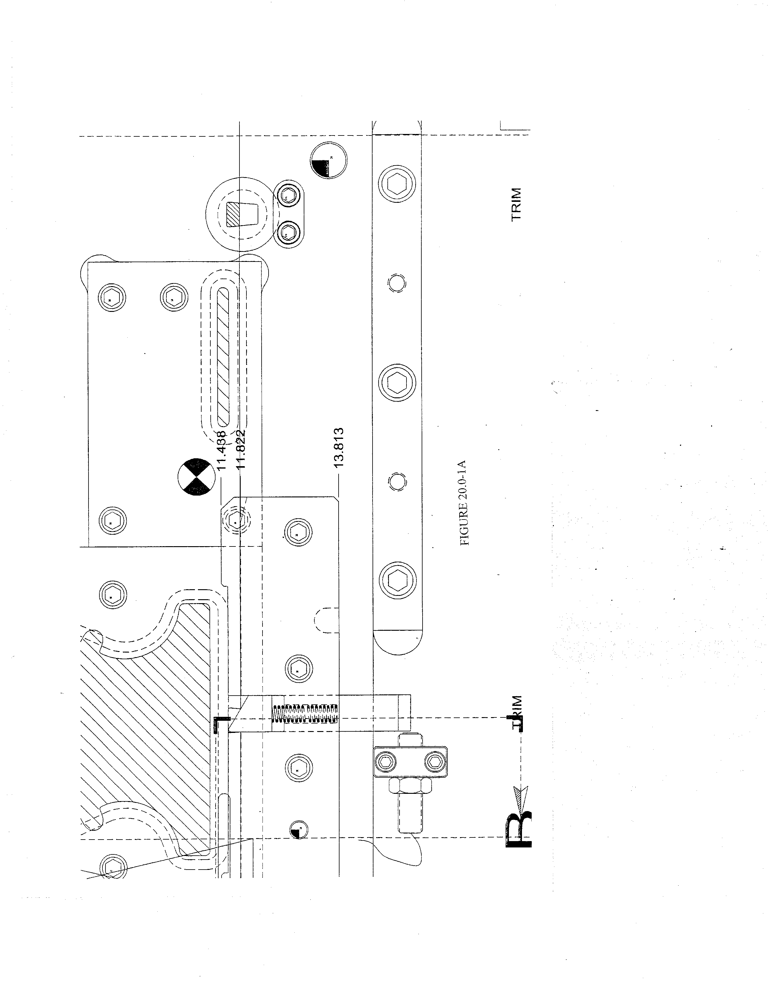 11.438
11.822
13.813
FIGURE 20.0-1A
TRIM
TRIM
R